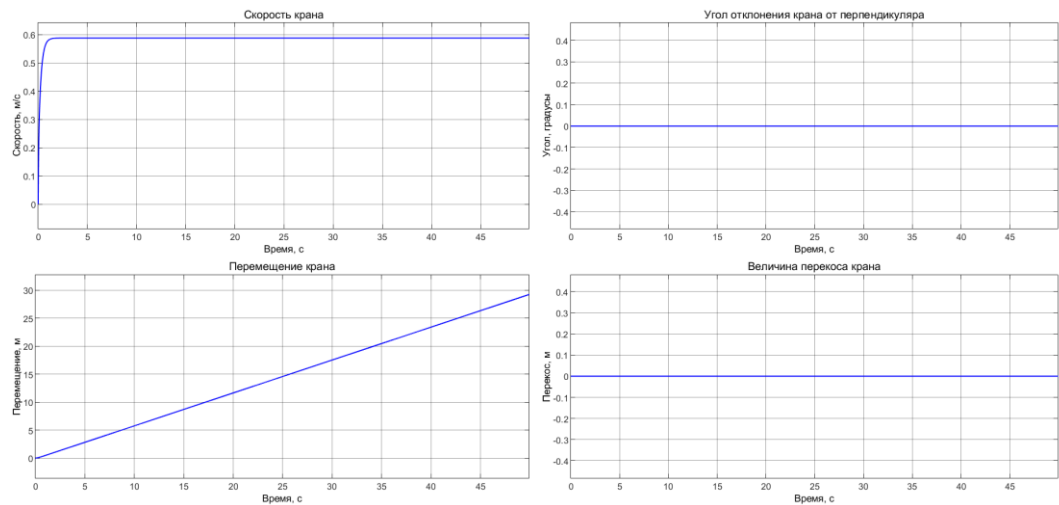 Скорость крана
Скорость, м/с
0.6
0.5
0.4
0.3
0.2
0.1
0
0 5 10 15 20 25 30 35 40 45
Время, с
Угол отклонения крана от перпендикуляра
Угол, градусы
0.4
0.3
0.2
0.1
0
-0.1
-0.2
-0.3
-0.4
0 5 10 15 20 25 30 35 40 45
Время, с
Перемещение крана
Перемещение, м
30
25
20
15
10
5
0
0 5 10 15 20 25 30 35 40 45
Время, с
Величина перекоса крана
Перекос, м
0.4
0.3
0.2
0.1
0
-0.1
-0.2
-0.3
-0.4
0 5 10 15 20 25 30 35 40 45
Время, с